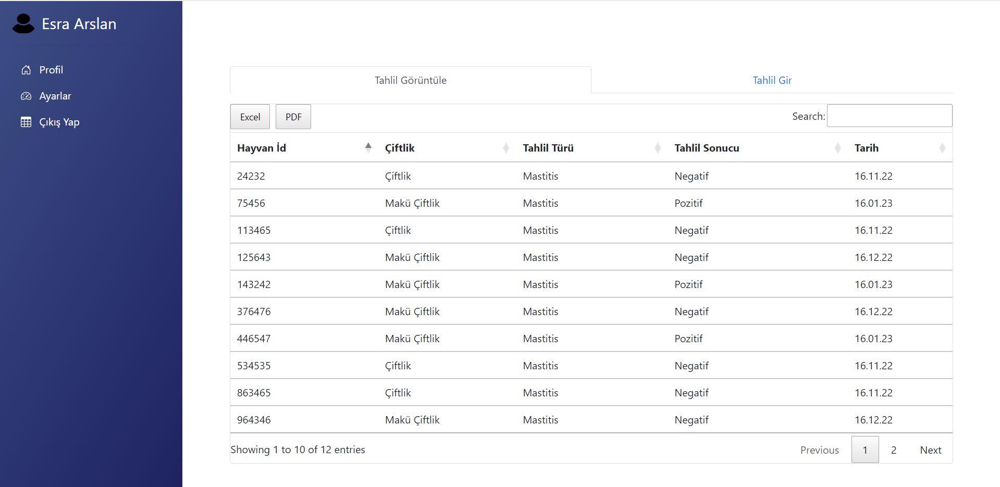 Esra Arslan
Profil
Ayarlar
Çıkış Yap
Tahlil Görüntüle Tahlil Gir
Excel PDF Search:
Hayvan İd Çiftlik Tahlil Türü Tahlil Sonucu Tarih
24232 Çiftlik Mastitis Negatif 16.11.22
75456 Makü Çiftlik Mastitis Pozitif 16.01.23
113465 Çiftlik Mastitis Negatif 16.11.22
125643 Makü Çiftlik Mastitis Negatif 16.12.22
143242 Makü Çiftlik Mastitis Pozitif 16.01.23
376476 Makü Çiftlik Mastitis Negatif 16.12.22
446547 Makü Çiftlik Mastitis Pozitif 16.01.23
534535 Çiftlik Mastitis Negatif 16.11.22
863465 Çiftlik Mastitis Negatif 16.11.22
964346 Makü Çiftlik Mastitis Negatif 16.12.22
Showing 1 to 10 of 12 entries Previous 1 2 Next